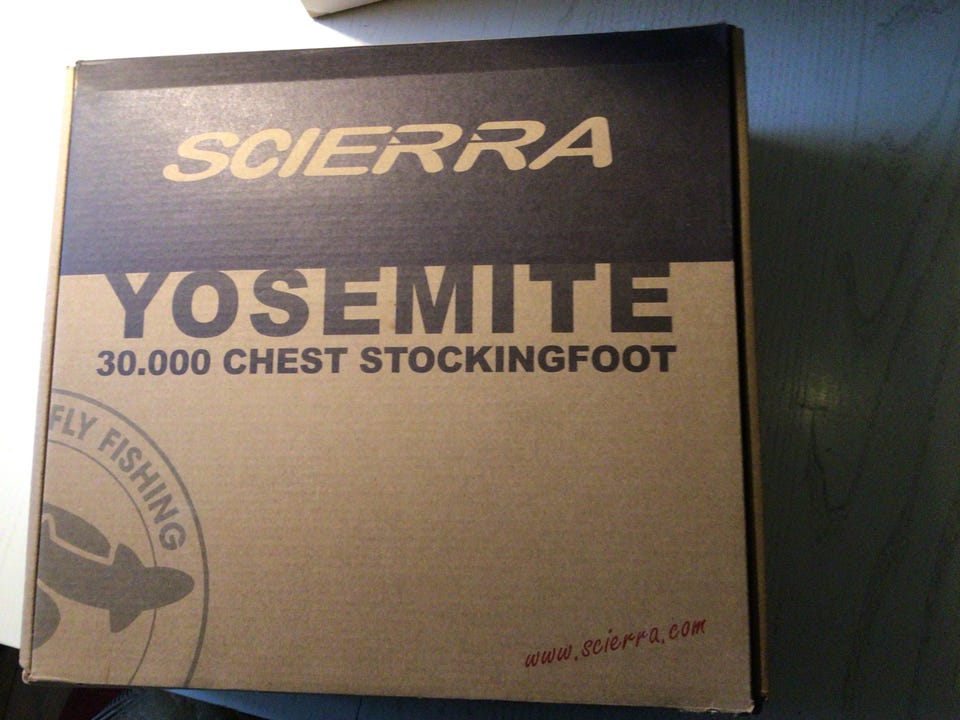 SCIERRA
YOSEMITE
30.000 CHEST STOCKINGFOOT
FLY FISHING
www.scierra.com